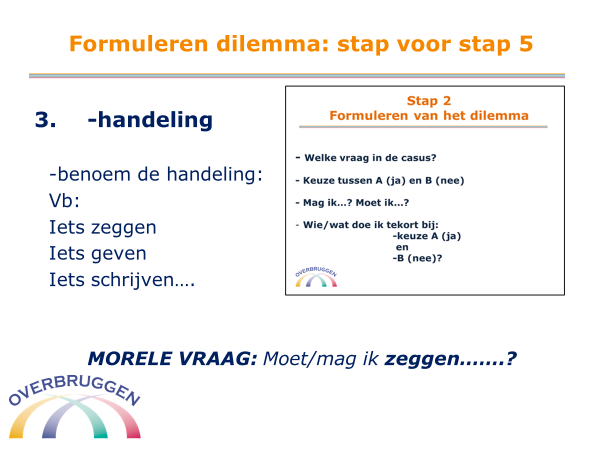 Formuleren dilemma: stap voor stap 5
3. -handeling
-benoem de handeling:
Vb:
Iets zeggen
Iets geven
Iets schrijven….
Stap 2
Formuleren van het dilemma
- Welke vraag in de casus?
- Keuze tussen A (ja) en B (nee)
- Mag ik…? Moet ik…?
- Wie/wat doe ik tekort bij:
-keuze A (ja)
en
-B (nee)?
OVERBRUGGEN
MORELE VRAAG: Moet/mag ik zeggen…….?
OVERBRUGGEN